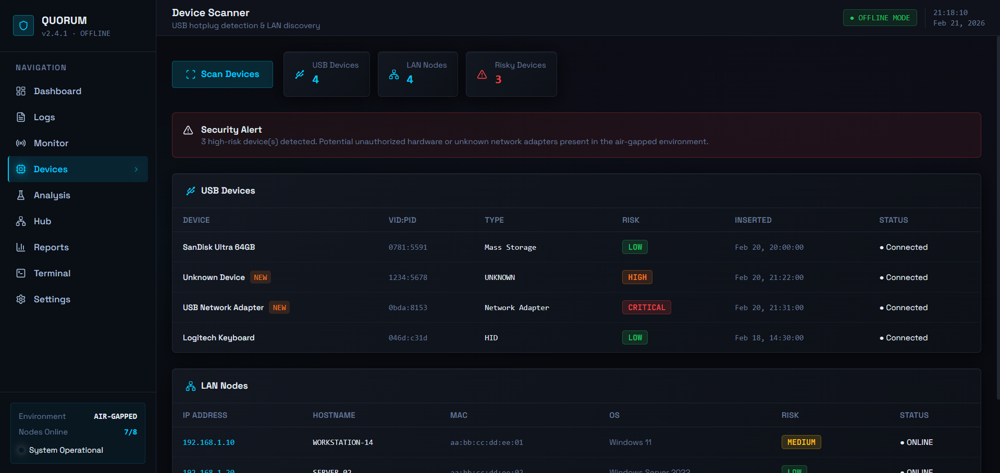 QUORUM
v2.4.1 · OFFLINE
NAVIGATION
Dashboard
Logs
Monitor
Devices
Analysis
Hub
Reports
Terminal
Settings
Environment AIR-GAPPED
Nodes Online 7/8
System Operational
Device Scanner
USB hotplug detection & LAN discovery
● OFFLINE MODE
21:18:10
Feb 21, 2026
Scan Devices
USB Devices
4
LAN Nodes
4
Risky Devices
3
Security Alert
3 high-risk device(s) detected. Potential unauthorized hardware or unknown network adapters present in the air-gapped environment.
USB Devices
DEVICE VID:PID TYPE RISK INSERTED STATUS
SanDisk Ultra 64GB 0781:5591 Mass Storage LOW Feb 20, 20:00:00 ● Connected
Unknown Device NEW 1234:5678 UNKNOWN HIGH Feb 20, 21:22:00 ● Connected
USB Network Adapter NEW 0bda:8153 Network Adapter CRITICAL Feb 20, 21:31:00 ● Connected
Logitech Keyboard 046d:c31d HID LOW Feb 18, 14:30:00 ● Connected
LAN Nodes
IP ADDRESS HOSTNAME MAC OS RISK STATUS
192.168.1.10 WORKSTATION-14 aa:bb:cc:dd:ee:01 Windows 11 MEDIUM ● ONLINE
192.168.1.20 SERVER-02 aa:bb:cc:dd:ee:02 Windows Server 2022 LOW ● ONLINE